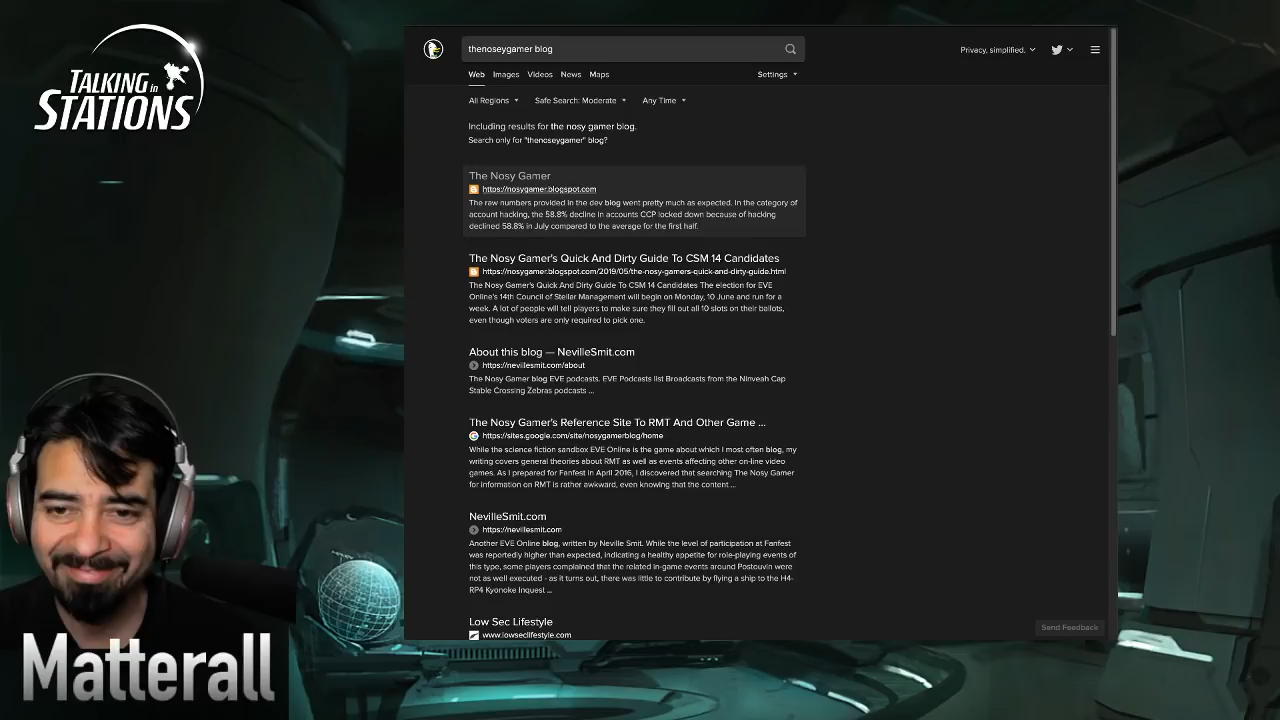 TALKING in
STATIONS
thenoseygamer blog
Privacy, simplified.
Web Images Videos News Maps Settings
All Regions Safe Search: Moderate Any Time
Including results for the nosy gamer blog.
Search only for "thenoseygamer" blog?
The Nosy Gamer
https://nosygamer.blogspot.com
The raw numbers provided in the dev blog went pretty much as expected. In the category of
account hacking, the 58.8% decline in accounts CCP locked down because of hacking
declined 58.8% in July compared to the average for the first half.
The Nosy Gamer's Quick And Dirty Guide To CSM 14 Candidates
https://nosygamer.blogspot.com/2019/05/the-nosy-gamers-quick-and-dirty-guide.html
The Nosy Gamer's Quick And Dirty Guide To CSM 14 Candidates The election for EVE
Online's 14th Council of Stellar Management will begin on Monday, 10 June and run for a
week. A lot of people will tell players to make sure they fill out all 10 slots on their ballots,
even though voters are only required to pick one.
About this blog — NevilleSmit.com
https://nevillesmit.com/about
The Nosy Gamer blog EVE podcasts. EVE Podcasts list Broadcasts from the Ninveah Cap
Stable Crossing Zebras podcasts ...
The Nosy Gamer's Reference Site To RMT And Other Game ...
https://sites.google.com/site/nosygamerblog/home
While the science fiction sandbox EVE Online is the game about which I most often blog, my
writing covers general theories about RMT as well as events affecting other on-line video
games. As I prepared for Fanfest in April 2016, I discovered that searching The Nosy Gamer
for information on RMT is rather awkward, even knowing that the content ...
NevilleSmit.com
https://nevillesmit.com
Another EVE Online blog, written by Neville Smit. While the level of participation at Fanfest
was reportedly higher than expected, indicating a healthy appetite for role-playing events of
this type, some players complained that the related in-game events around Postouvin were
not as well executed - as it turns out, there was little to contribute by flying a ship to the H4-
RP4 Kyonoke Inquest ...
Low Sec Lifestyle
www.lowseclifestyle.com
Send Feedback
Matterall